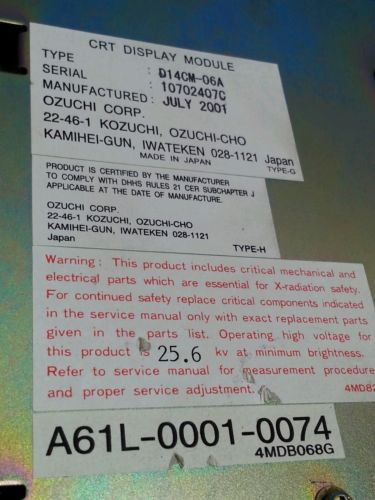 CRT DISPLAY MODULE
TYPE : D14CM-06A
SERIAL : 10702407C
MANUFACTURED : JULY 2001
OZUCHI CORP.
22-46-1 KOZUCHI, OZUCHI-CHO
KAMIHEI-GUN, IWATEKEN 028-1121 Japan
MADE IN JAPAN TYPE-G
PRODUCT IS CERTIFIED BY THE MANUFACTURER
TO COMPLY WITH DHHS RULES 21 CER SUBCHAPTER J
APPLICABLE AT THE DATE OF MANUFACTURE.
OZUCHI CORP.
22-46-1 KOZUCHI, OZUCHI-CHO
KAMIHEI-GUN, IWATEKEN 028-1121
Japan TYPE-H
Warning : This product includes critical mechanical and
electrical parts which are essential for X-radiation safety.
For continued safety replace critical components indicated
in the service manual only with exact replacement parts
given in the parts list. Operating high voltage for
this product is 25.6 kv at minimum brightness.
Refer to service manual for measurement procedure
and proper service adjustment. 4MD82
A61L-0001-0074
4MDB068G